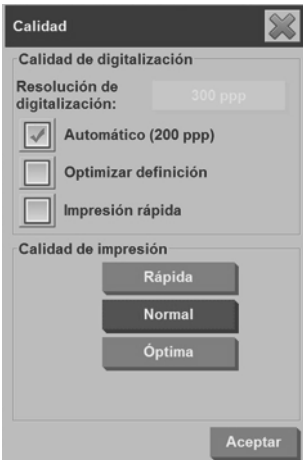 Calidad
Calidad de digitalización
Resolución de
digitalización:
300 ppp
Automático (200 ppp)
Optimizar definición
Impresión rápida
Calidad de impresión
Rápida
Normal
Óptima
Aceptar